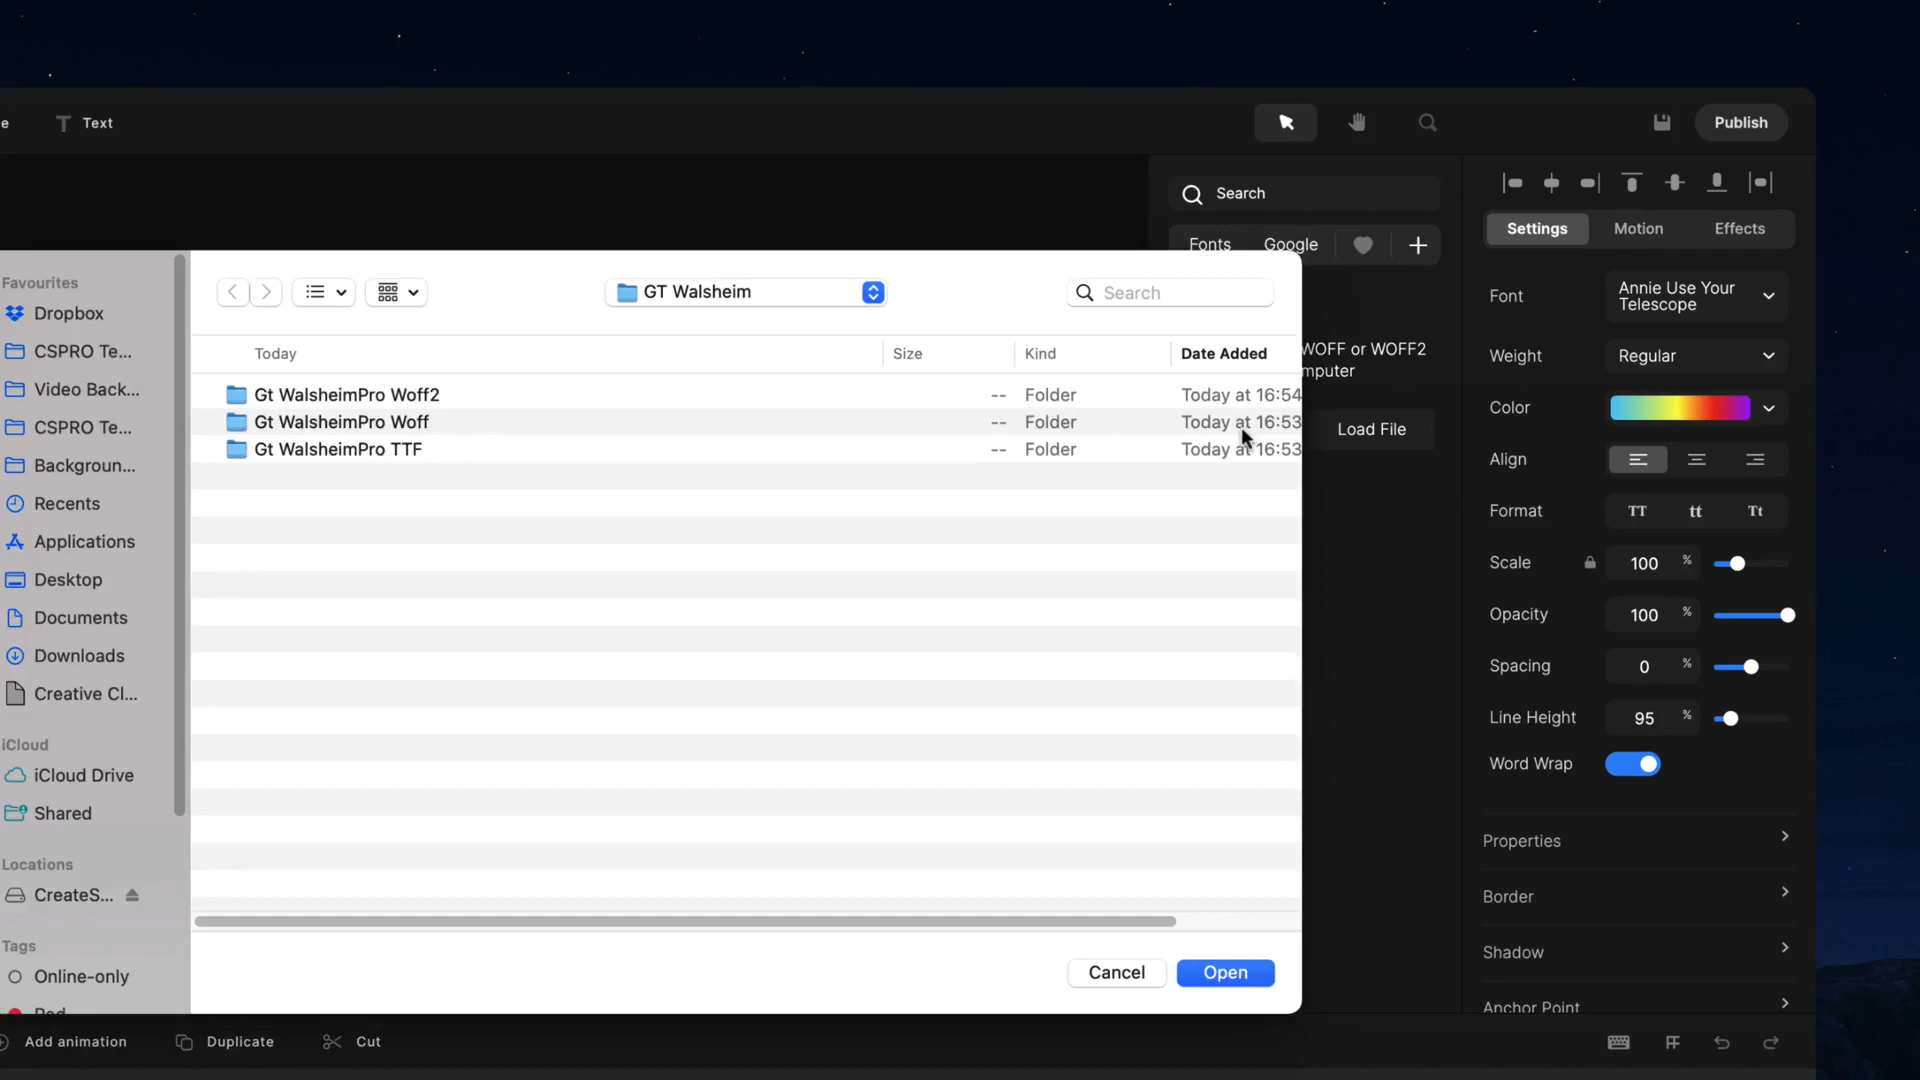 e
Text
Publish
Search
Fonts Google
Settings Motion Effects
Favourites
Dropbox
CSPRO Te...
Video Back...
CSPRO Te...
Backgroun...
Recents
Applications
Desktop
Documents
Downloads
Creative Cl...
iCloud
iCloud Drive
Shared
Locations
CreateS...
Tags
Online-only
Red
GT Walsheim
Search
Today Size Kind Date Added
Gt WalsheimPro Woff2 -- Folder Today at 16:54
Gt WalsheimPro Woff -- Folder Today at 16:53
Gt WalsheimPro TTF -- Folder Today at 16:53
Cancel Open
WOFF or WOFF2
mputer
Load File
Font Annie Use Your
Telescope
Weight Regular
Color
Align
Format TT tt Tt
Scale 100 %
Opacity 100 %
Spacing 0 %
Line Height 95 %
Word Wrap
Properties
Border
Shadow
Anchor Point
Add animation Duplicate Cut